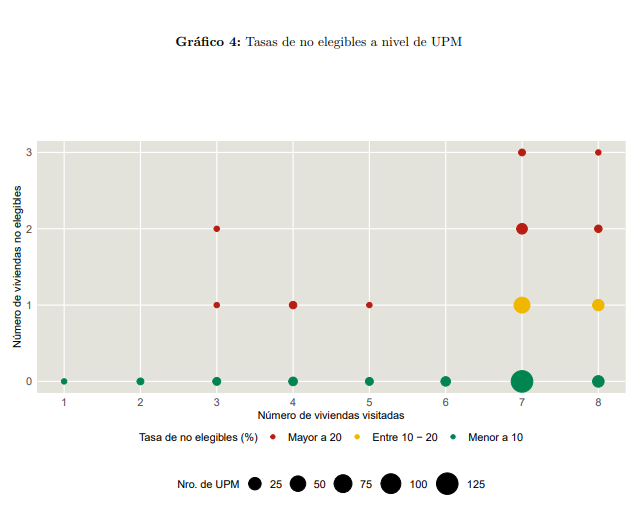 Gráfico 4: Tasas de no elegibles a nivel de UPM
Número de viviendas no elegibles
3
2
1
0
1 2 3 4 5 6 7 8
Número de viviendas visitadas
Tasa de no elegibles (%) Mayor a 20 Entre 10 − 20 Menor a 10
Nro. de UPM 25 50 75 100 125